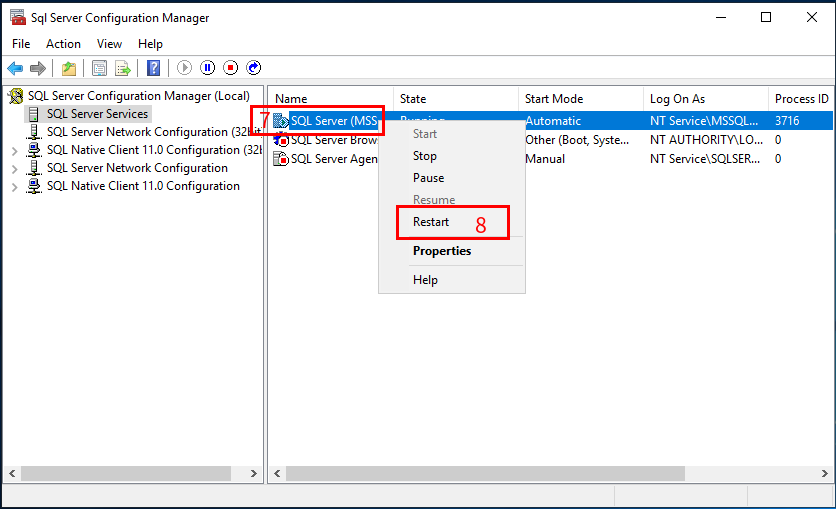 Sql Server Configuration Manager
File Action View Help
SQL Server Configuration Manager (Local)
SQL Server Services
SQL Server Network Configuration (32bit
SQL Native Client 11.0 Configuration (32b
SQL Server Network Configuration
SQL Native Client 11.0 Configuration
Name State Start Mode Log On As Process ID
7 SQL Server (MSS Running Automatic NT Service\MSSQL... 3716
SQL Server Brow Other (Boot, Syste... NT AUTHORITY\LO... 0
SQL Server Agen Manual NT Service\SQLSER... 0
Start
Stop
Pause
Resume
Restart 8
Properties
Help